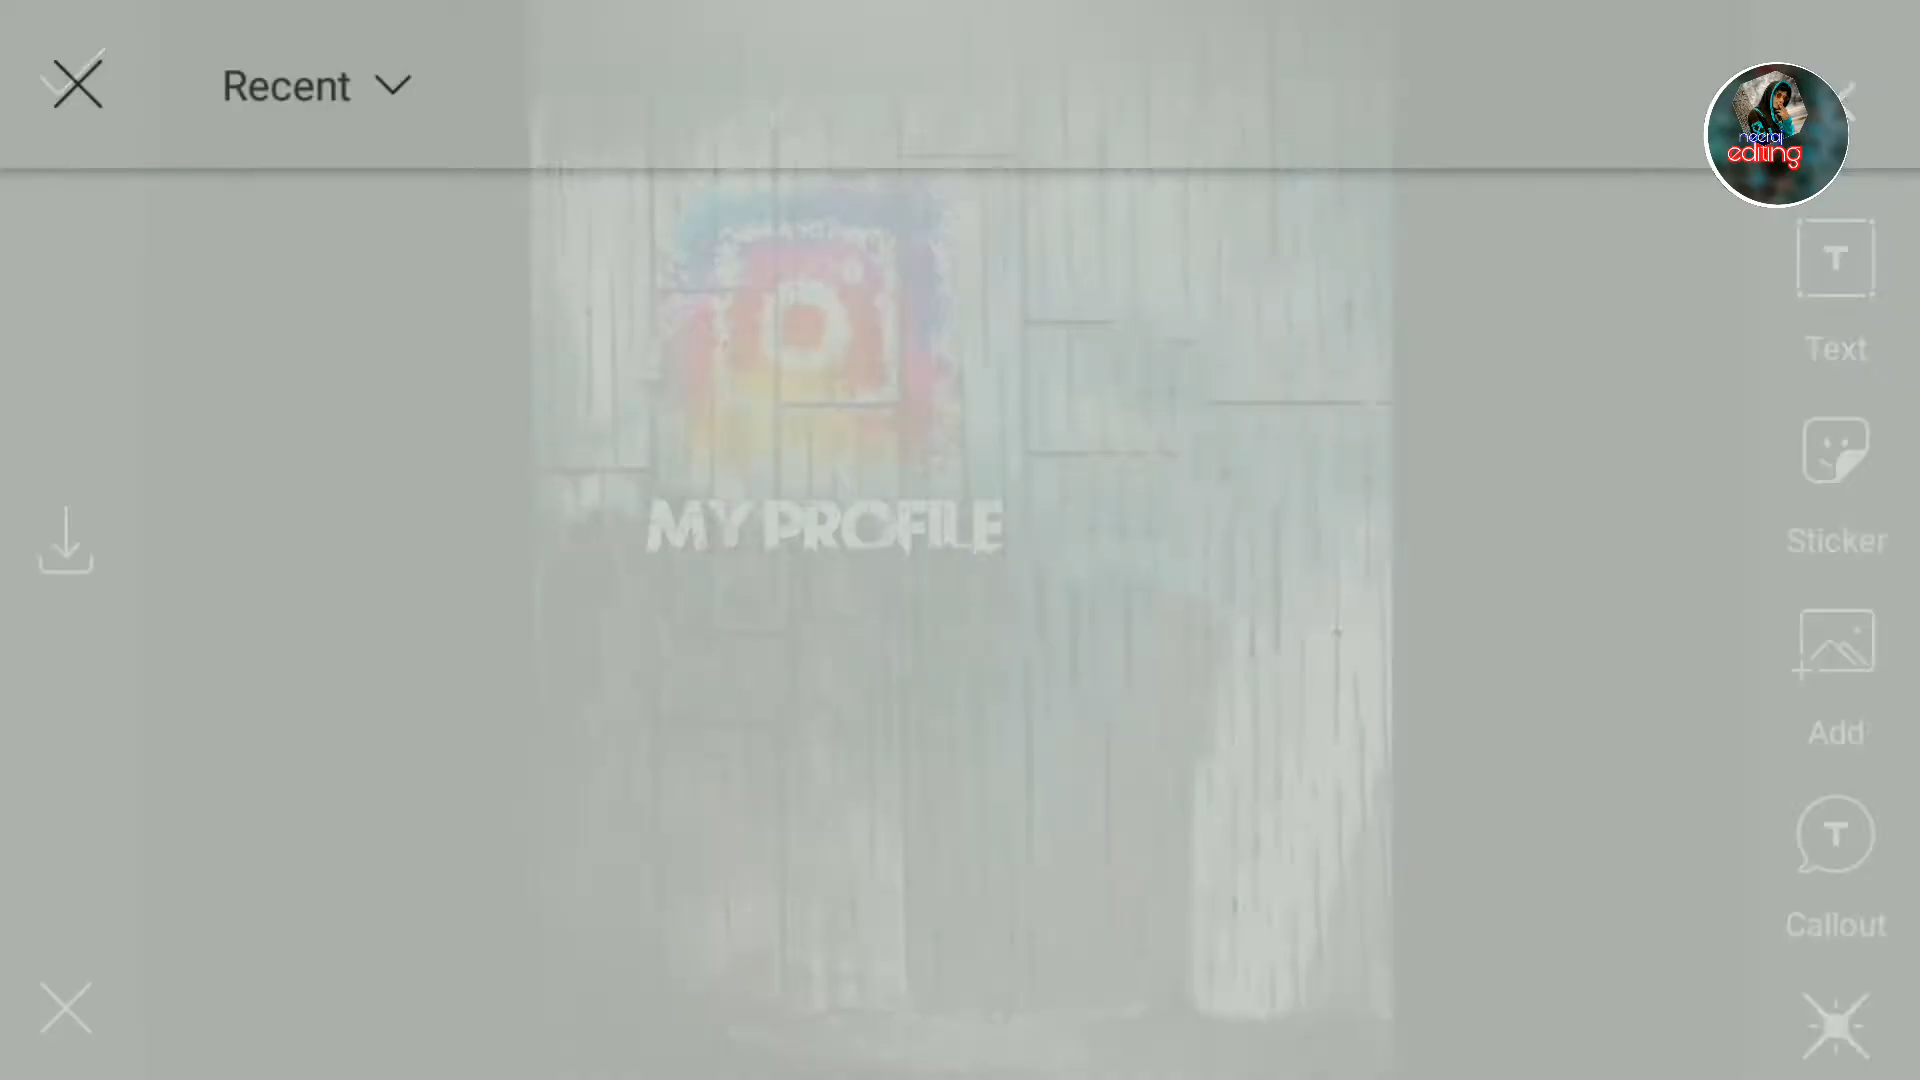 Recent
neeraj
editing
T
Text
MY PROFILE
Sticker
Add
T
Callout